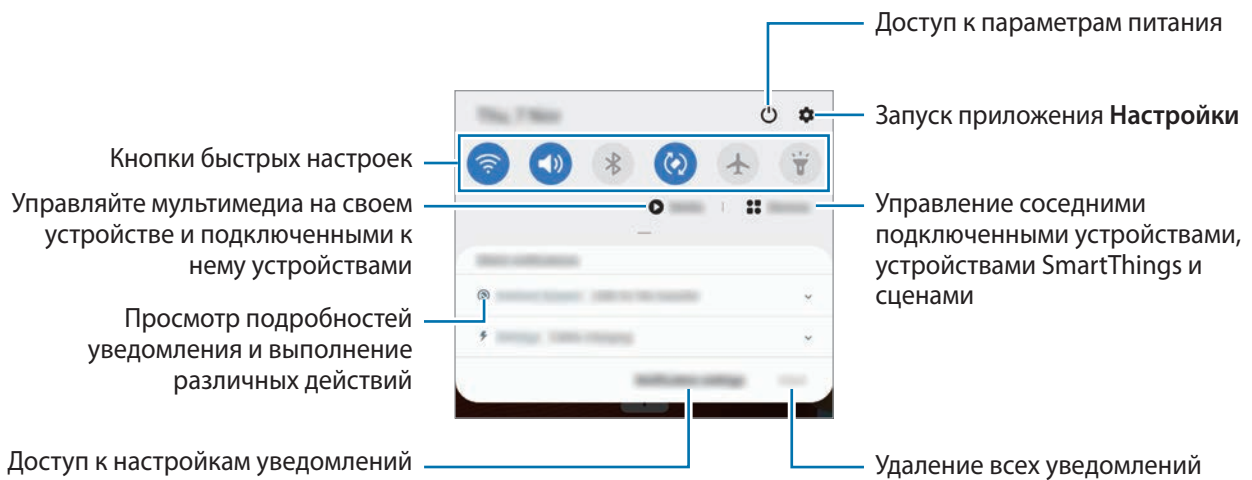 Доступ к параметрам питания
Запуск приложения Настройки
Кнопки быстрых настроек
Управляйте мультимедиа на своем
устройстве и подключенными к
нему устройствами
Управление соседними
подключенными устройствами,
устройствами SmartThings и
сценами
Просмотр подробностей
уведомления и выполнение
различных действий
Доступ к настройкам уведомлений
Удаление всех уведомлений